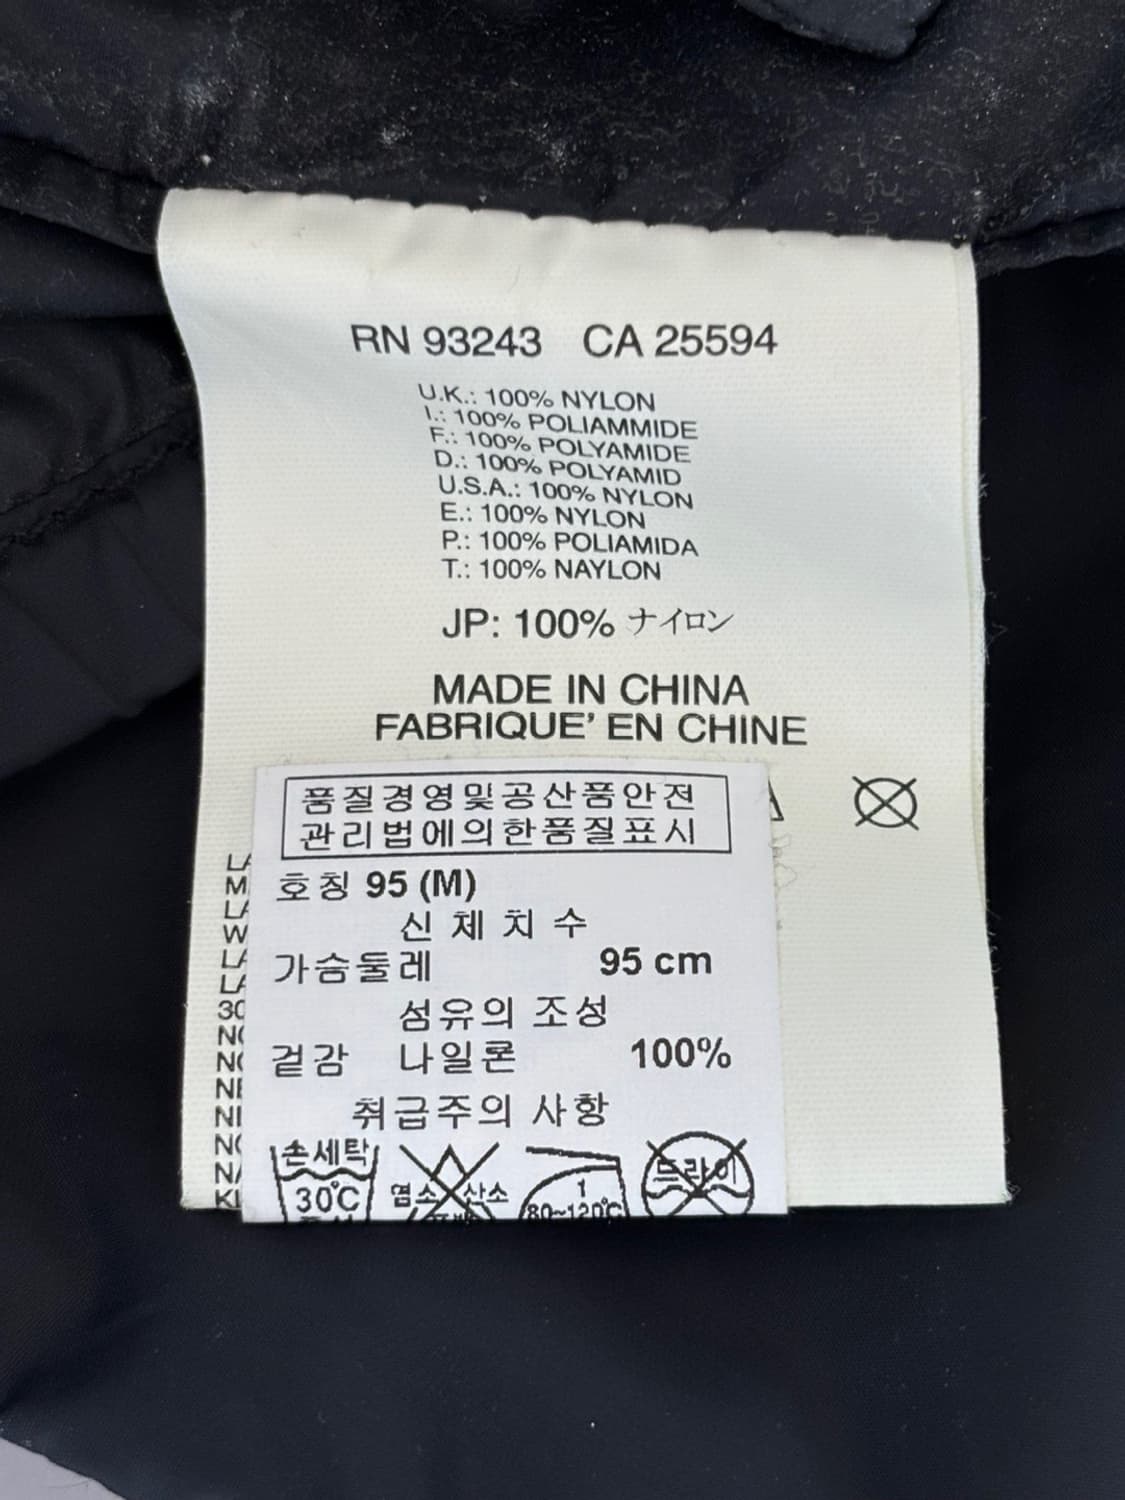 RN 93243 CA 25594
U.K.: 100% NYLON
I.: 100% POLIAMMIDE
F.: 100% POLYAMIDE
D.: 100% POLYAMID
U.S.A.: 100% NYLON
E.: 100% NYLON
P.: 100% POLIAMIDA
T.: 100% NAYLON
JP: 100% ナイロン
MADE IN CHINA
FABRIQUE' EN CHINE
품질경영및공산품안전
관리법에의한품질표시
호칭 95 (M)
신체치수
가슴둘레 95 cm
섬유의 조성
겉감 나일론 100%
취급주의 사항
손세탁 30℃
염소 산소
1 80~120℃
드라이